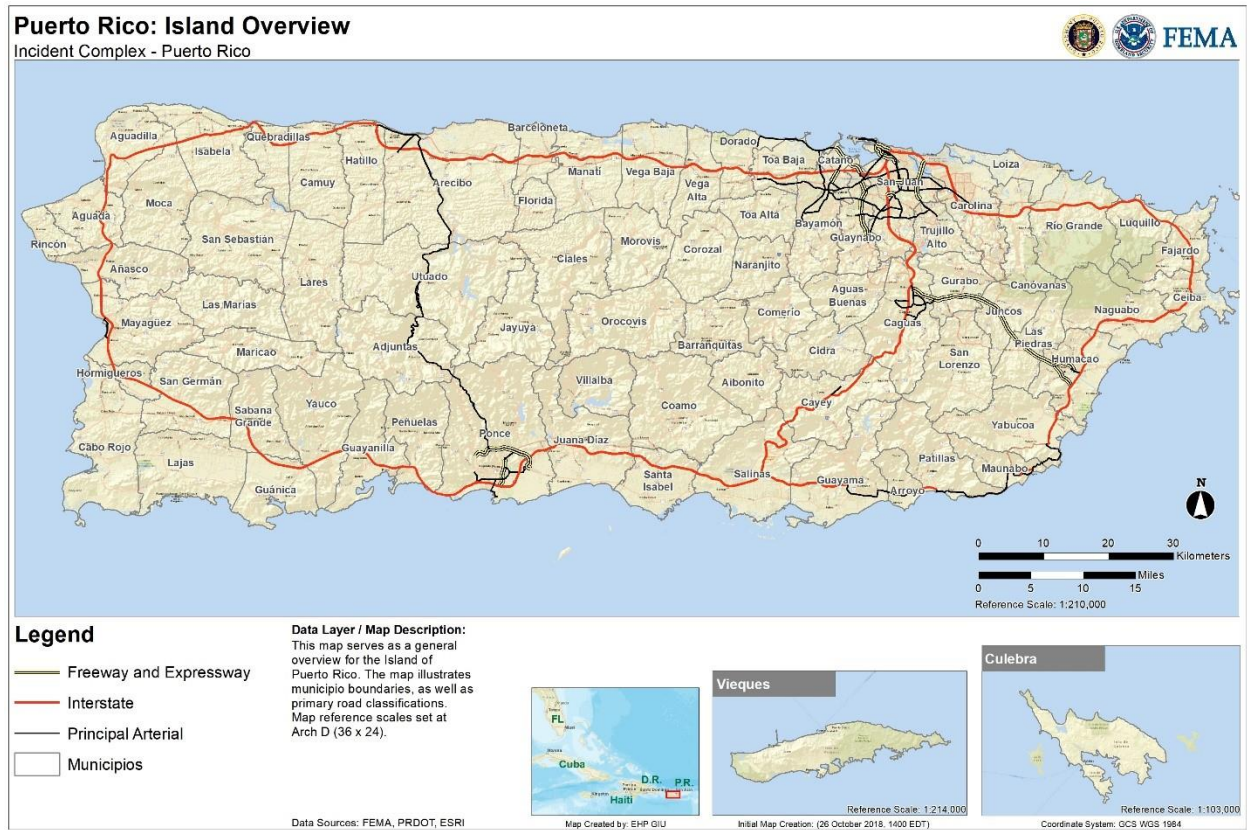 Puerto Rico: Island Overview
Incident Complex - Puerto Rico
FEMA
Aguadilla
Isabela
Quebradillas
Camuy
Hatillo
Arecibo
Barceloneta
Florida
Manatí
Vega Baja
Vega
Alta
Dorado
Toa Baja
Cataño
San Juan
Carolina
Loiza
Toa Alta
Bayamón
Guaynabo
Trujillo
Alto
Río Grande
Luquillo
Fajardo
Ceiba
Aguada
Moca
Rincón
San Sebastián
Añasco
Las Marías
Lares
Utuado
Ciales
Morovis
Corozal
Naranjito
Aguas
Buenas
Gurabo
Canóvanas
Naguabo
Mayagüez
Maricao
Adjuntas
Jayuya
Orocovis
Barranquitas
Comerio
Cidra
Caguas
Juncos
Las
Piedras
Humacao
San
Lorenzo
Hormigueros
San Germán
Sabana
Grande
Yauco
Guayanilla
Peñuelas
Ponce
Villalba
Juana Díaz
Coamo
Aibonito
Cayey
Yabucoa
Patillas
Maunabo
Cabo Rojo
Lajas
Guánica
Santa
Isabel
Salinas
Guayama
Arroyo
N
0 10 20 30
Kilometers
Miles
0 5 10 15
Reference Scale: 1:210,000
Legend
Freeway and Expressway
Interstate
Principal Arterial
Municipios
Data Layer / Map Description:
This map serves as a general
overview for the Island of
Puerto Rico. The map illustrates
municipio boundaries, as well as
primary road classifications.
Map reference scales set at
Arch D (36 x 24).
Data Sources: FEMA, PRDOT, ESRI
FL
Cuba
D.R.
P.R.
Haiti
Map Created by: EHP GIU
Vieques
Reference Scale: 1:214,000
Initial Map Creation: (26 October 2018, 1400 EDT)
Culebra
Reference Scale: 1:103,000
Coordinate System: GCS WGS 1984